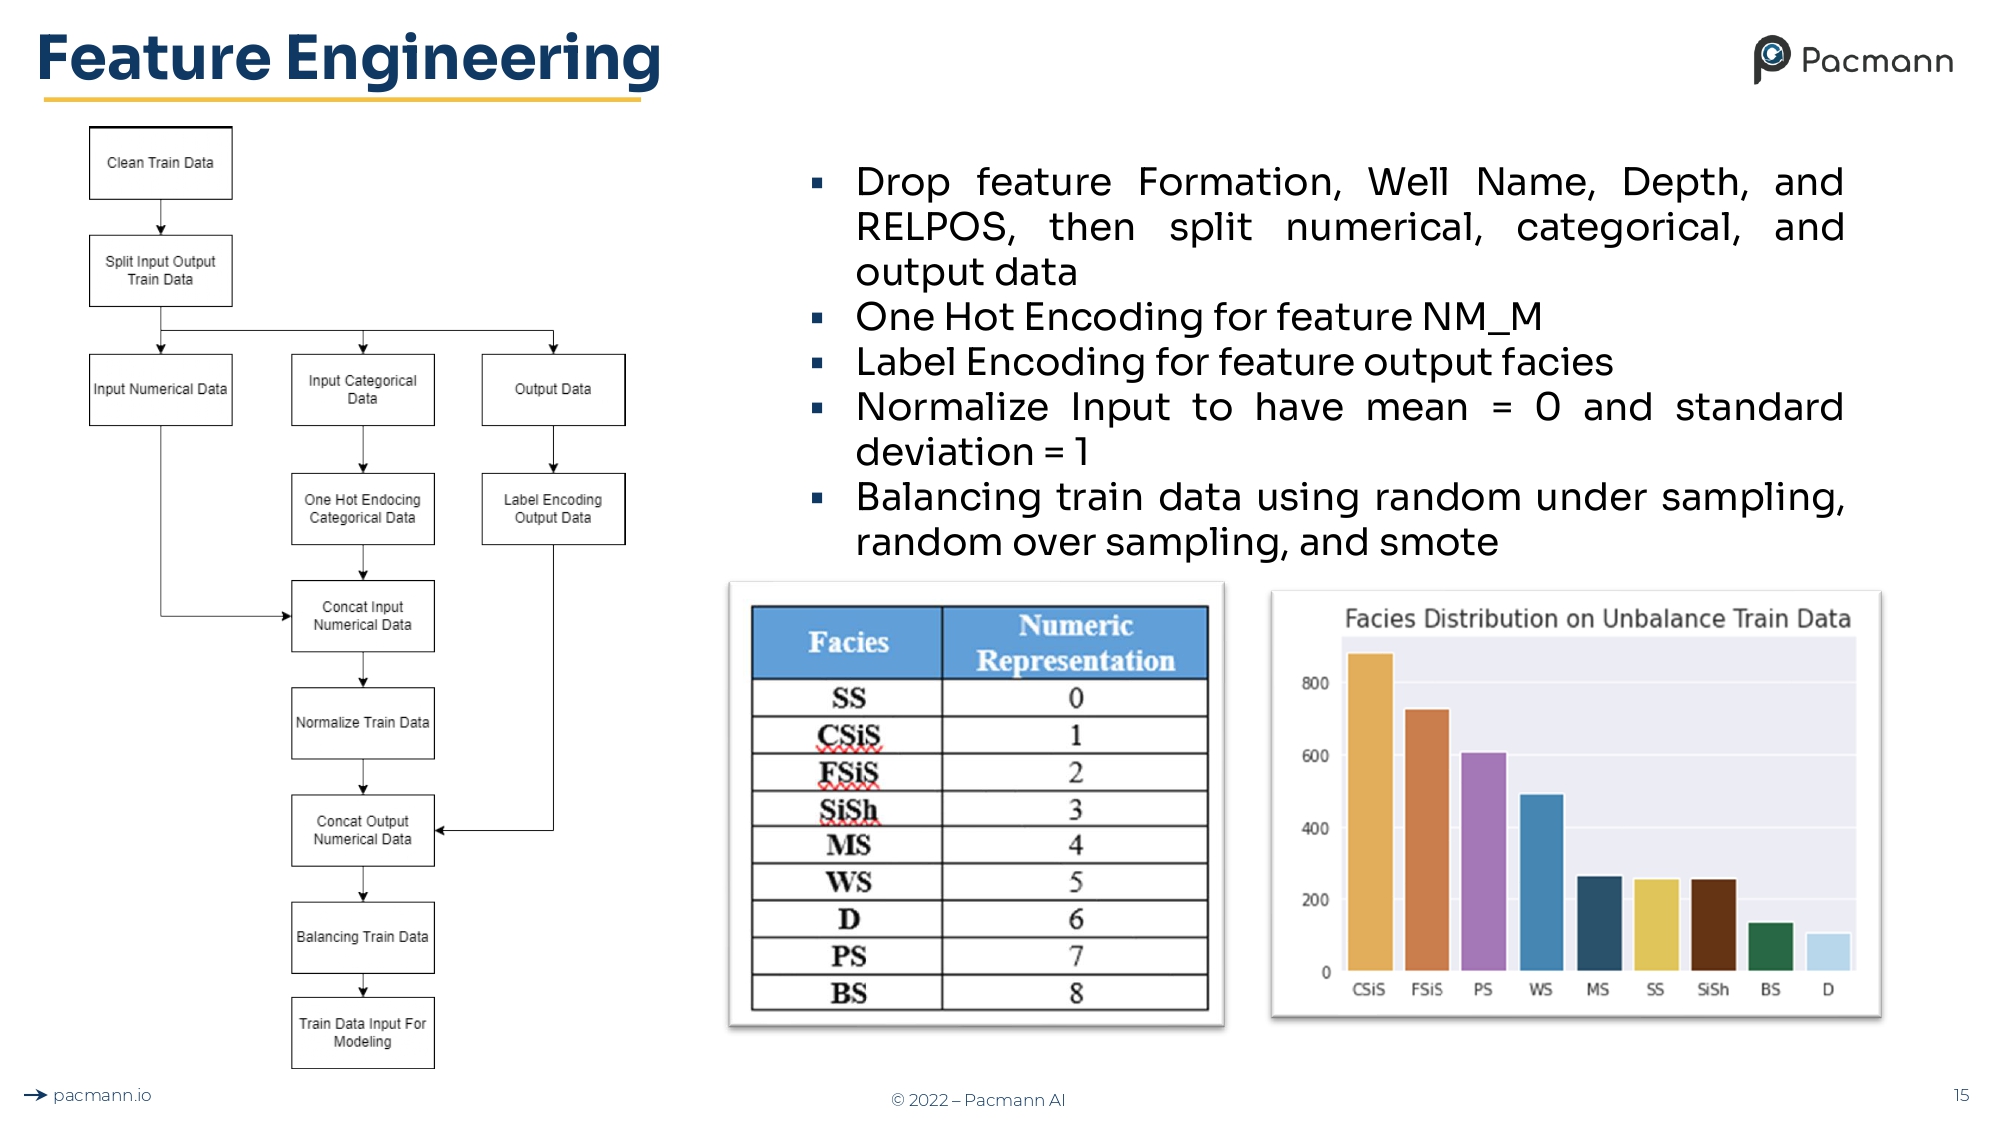 Feature Engineering
Pacmann
Clean Train Data
Split Input Output
Train Data
Input Numerical Data
Input Categorical
Data
Output Data
One Hot Endocing
Categorical Data
Label Encoding
Output Data
Concat Input
Numerical Data
Normalize Train Data
Concat Output
Numerical Data
Balancing Train Data
Train Data Input For
Modeling
▪ Drop feature Formation, Well Name, Depth, and
RELPOS, then split numerical, categorical, and
output data
▪ One Hot Encoding for feature NM_M
▪ Label Encoding for feature output facies
▪ Normalize Input to have mean = 0 and standard
deviation = 1
▪ Balancing train data using random under sampling,
random over sampling, and smote
Facies Numeric
Representation
SS 0
CSiS 1
FSiS 2
SiSh 3
MS 4
WS 5
D 6
PS 7
BS 8
Facies Distribution on Unbalance Train Data
800
600
400
200
0
CSiS FSiS PS WS MS SS SiSh BS D
pacmann.io
© 2022 – Pacmann AI
15